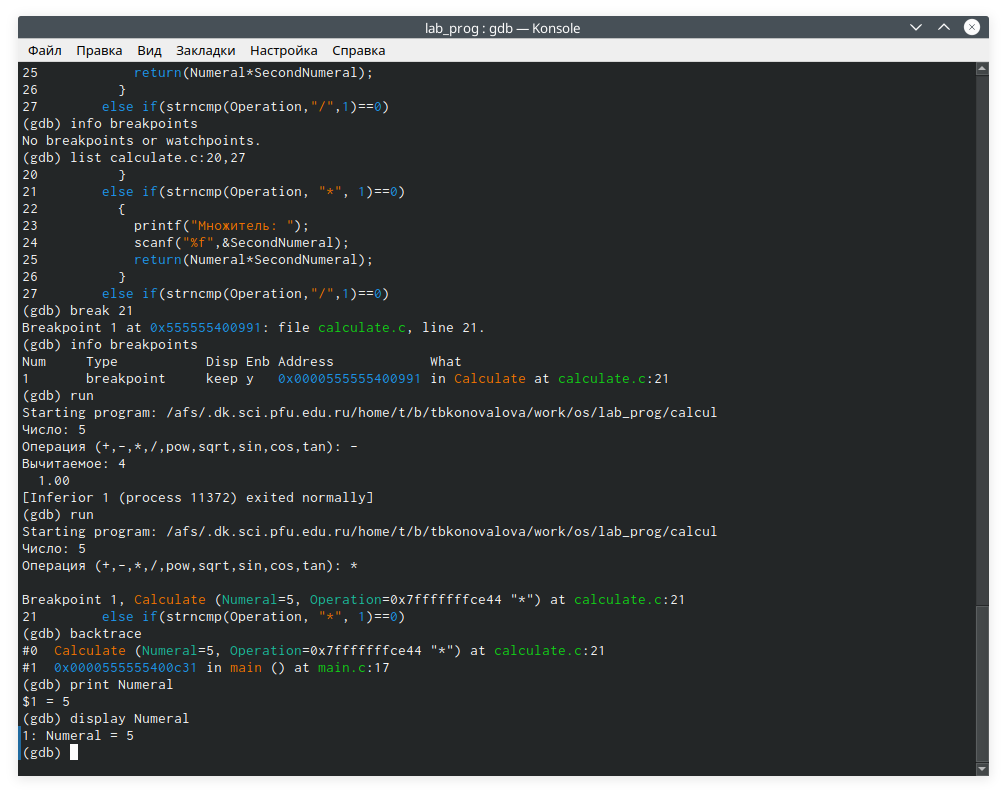 lab_prog : gdb — Konsole
Файл Правка Вид Закладки Настройка Справка
25            return(Numeral*SecondNumeral);
26          }
27        else if(strncmp(Operation,"/",1)==0)
(gdb) info breakpoints
No breakpoints or watchpoints.
(gdb) list calculate.c:20,27
20          }
21        else if(strncmp(Operation, "*", 1)==0)
22          {
23            printf("Множитель: ");
24            scanf("%f",&SecondNumeral);
25            return(Numeral*SecondNumeral);
26          }
27        else if(strncmp(Operation,"/",1)==0)
(gdb) break 21
Breakpoint 1 at 0x555555400991: file calculate.c, line 21.
(gdb) info breakpoints
Num     Type           Disp Enb Address            What
1       breakpoint     keep y   0x0000555555400991 in Calculate at calculate.c:21
(gdb) run
Starting program: /afs/.dk.sci.pfu.edu.ru/home/t/b/tbkonovalova/work/os/lab_prog/calcul
Число: 5
Операция (+,-,*,/,pow,sqrt,sin,cos,tan): -
Вычитаемое: 4
  1.00
[Inferior 1 (process 11372) exited normally]
(gdb) run
Starting program: /afs/.dk.sci.pfu.edu.ru/home/t/b/tbkonovalova/work/os/lab_prog/calcul
Число: 5
Операция (+,-,*,/,pow,sqrt,sin,cos,tan): *
Breakpoint 1, Calculate (Numeral=5, Operation=0x7fffffffce44 "*") at calculate.c:21
21        else if(strncmp(Operation, "*", 1)==0)
(gdb) backtrace
#0  Calculate (Numeral=5, Operation=0x7fffffffce44 "*") at calculate.c:21
#1  0x0000555555400c31 in main () at main.c:17
(gdb) print Numeral
$1 = 5
(gdb) display Numeral
1: Numeral = 5
(gdb)